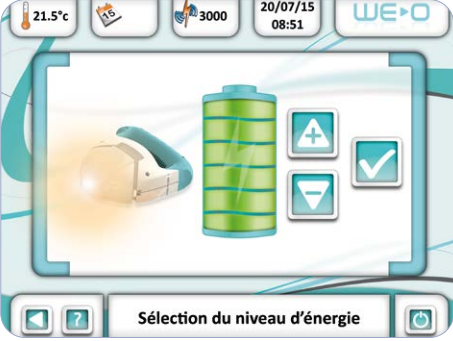 21.5°c
15
3000
20/07/15
08:51
WE▸O
+
−
?
Sélection du niveau d'énergie